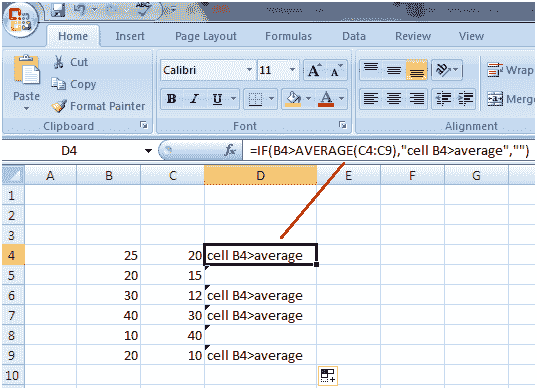 ABC
Home Insert Page Layout Formulas Data Review View
Cut
Copy
Paste
Format Painter
Clipboard
Calibri 11 A A
B I U A
Font
Wrap
Merge
Alignment
D4 fx =IF(B4>AVERAGE(C4:C9),"cell B4>average","")
A B C D E F G
1
2
3
4 25 20 cell B4>average
5 20 15
6 30 12 cell B4>average
7 40 30 cell B4>average
8 10 40
9 20 10 cell B4>average
10